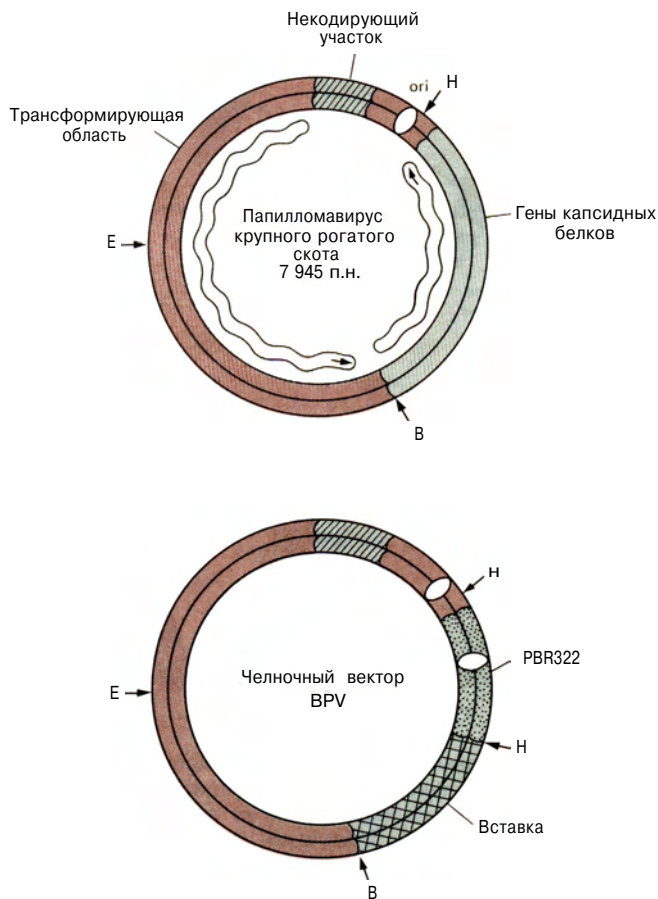 Некодирующий
участок
ori
H
Трансформирующая
область
E
Папилломавирус
крупного рогатого
скота
7 945 п.н.
Гены капсидных
белков
B
H
PBR322
Челночный вектор
BPV
E
H
Вставка
B